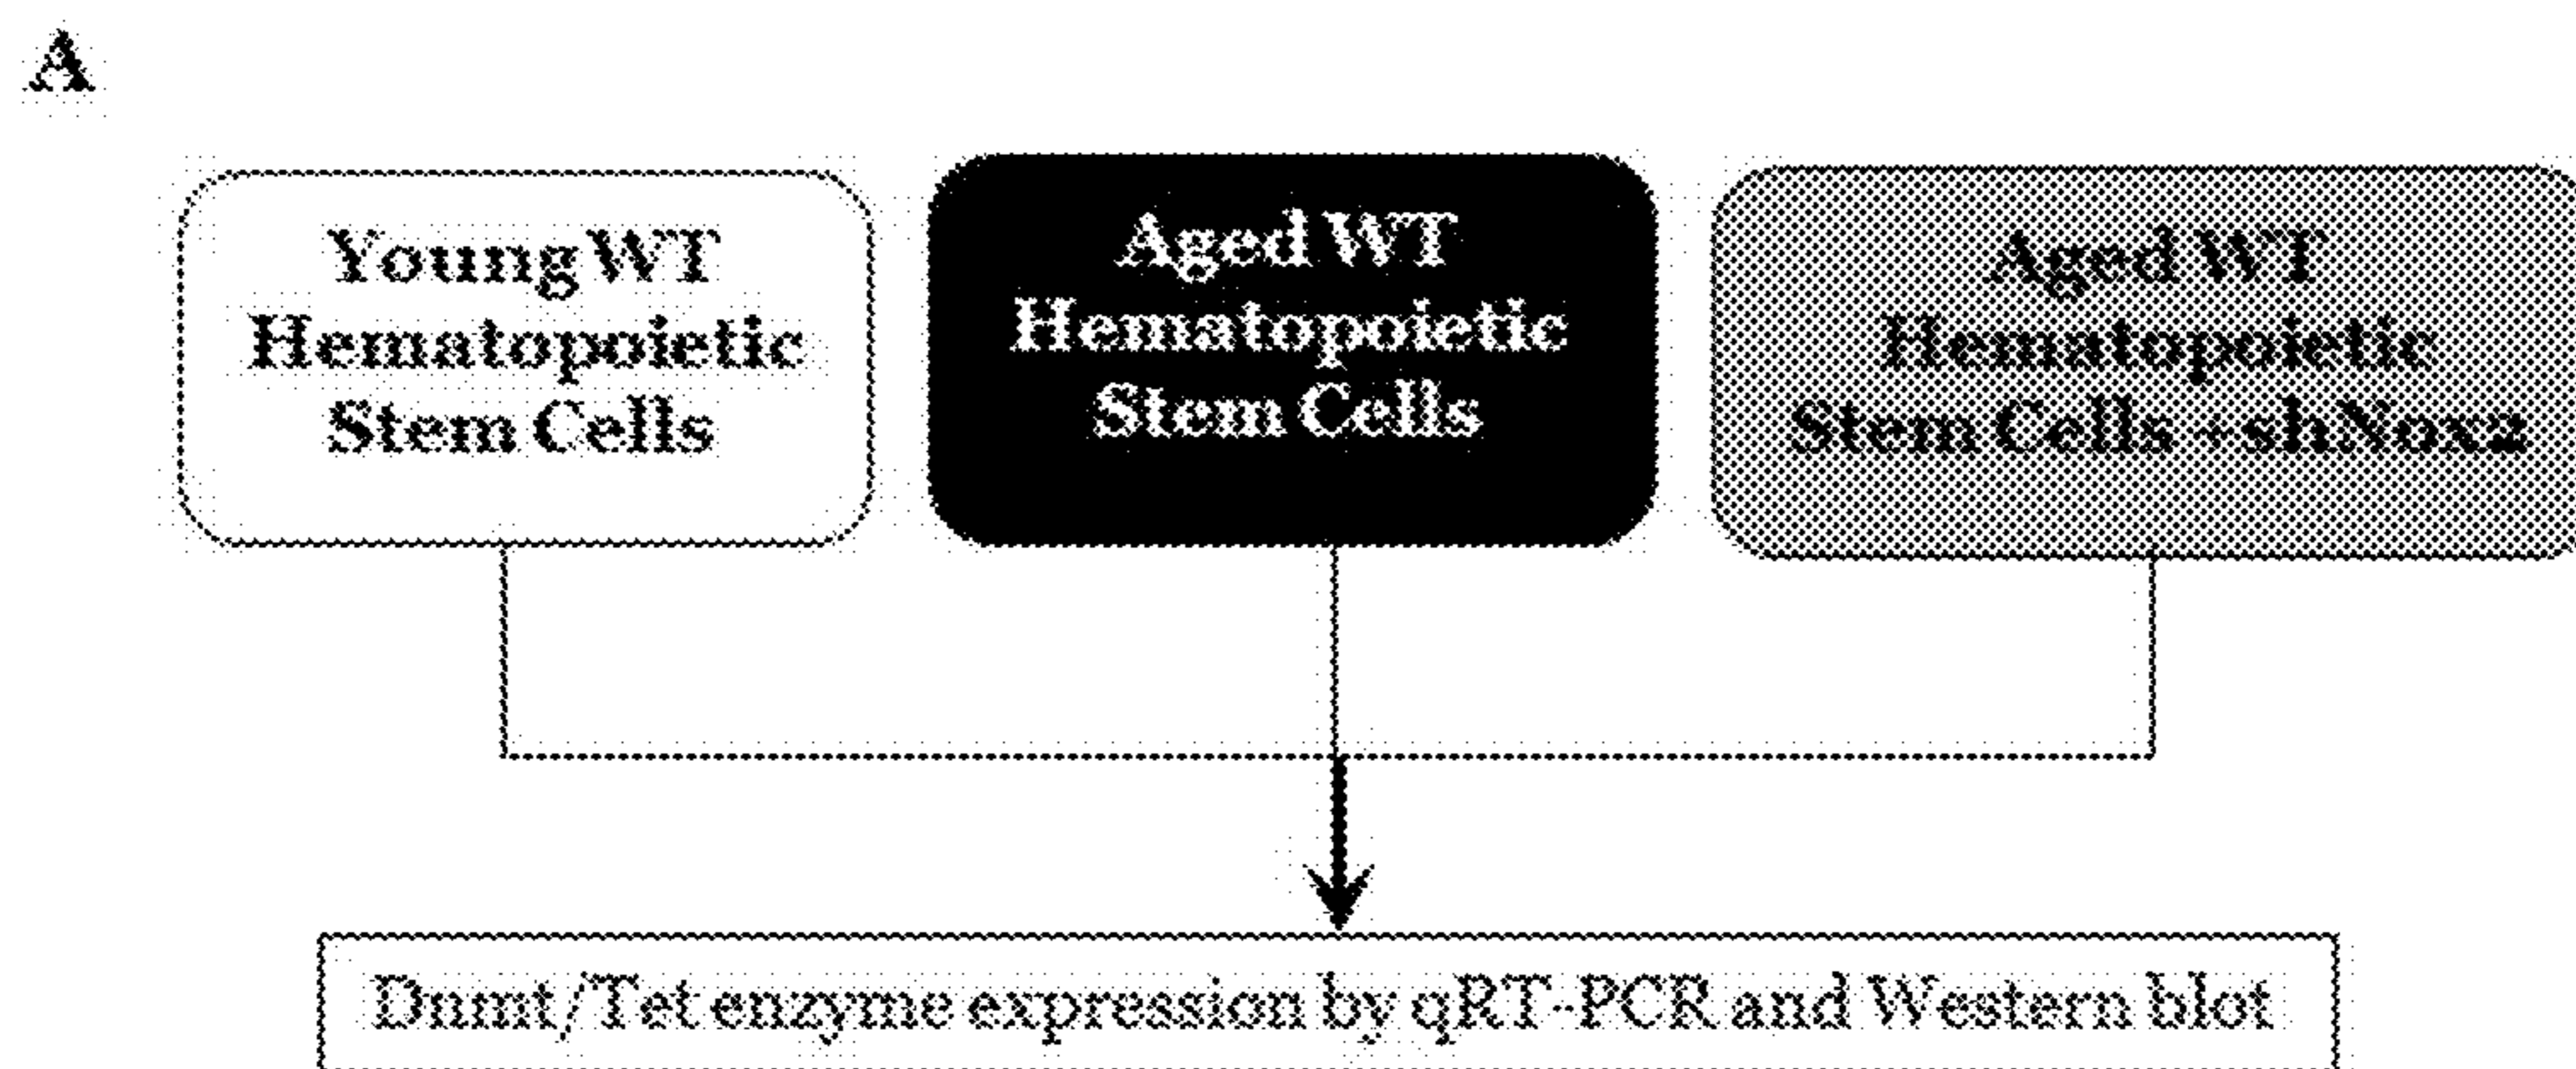 A
Young WT
Hematopoietic
Stem Cells
Aged WT
Hematopoietic
Stem Cells
Aged WT
Hematopoietic
Stem Cells +shNox2
Dnmt/Tet enzyme expression by qRT-PCR and Western blot